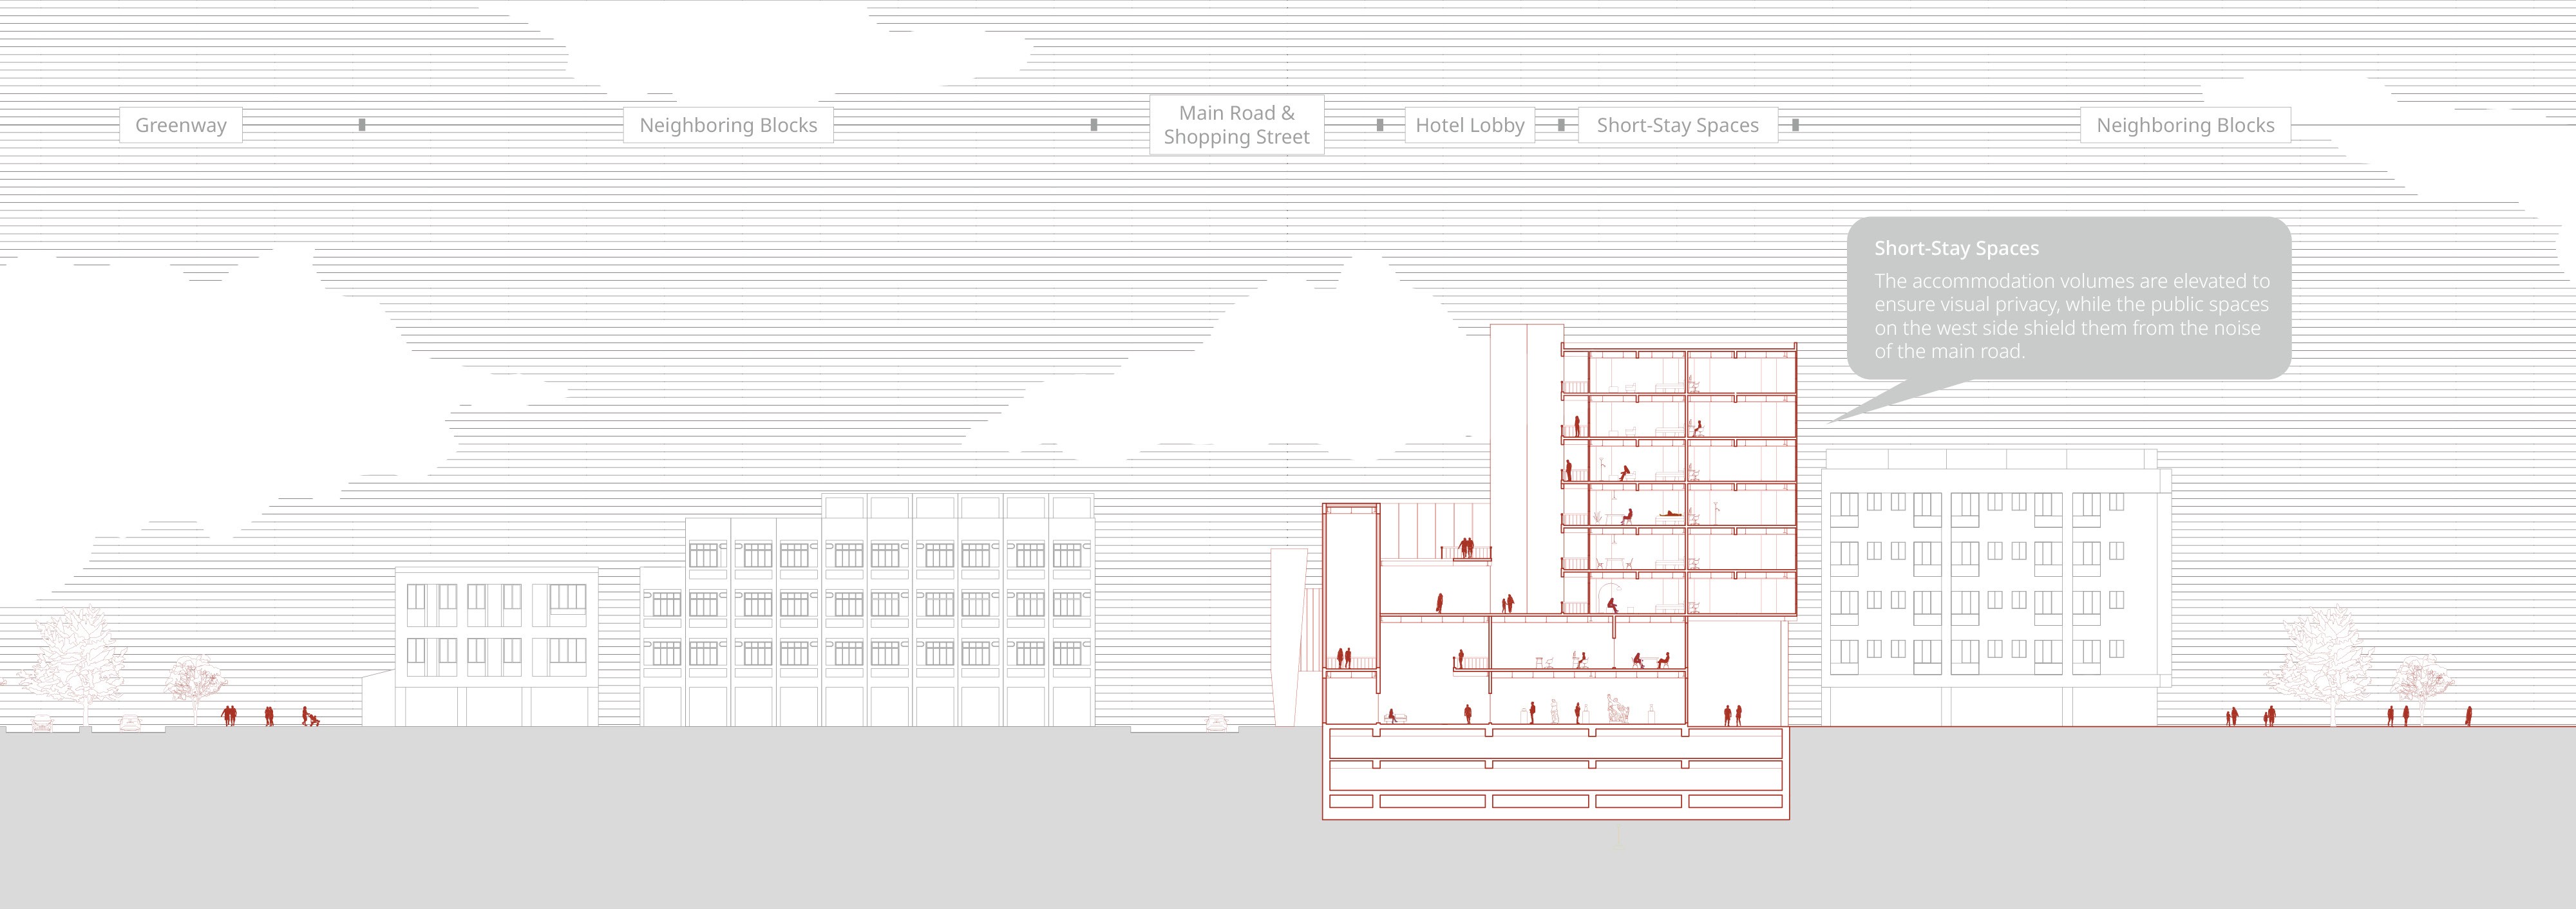 Greenway
Neighboring Blocks
Main Road &
Shopping Street
Hotel Lobby
Short-Stay Spaces
Neighboring Blocks
Short-Stay Spaces
The accommodation volumes are elevated to
ensure visual privacy, while the public spaces
on the west side shield them from the noise
of the main road.